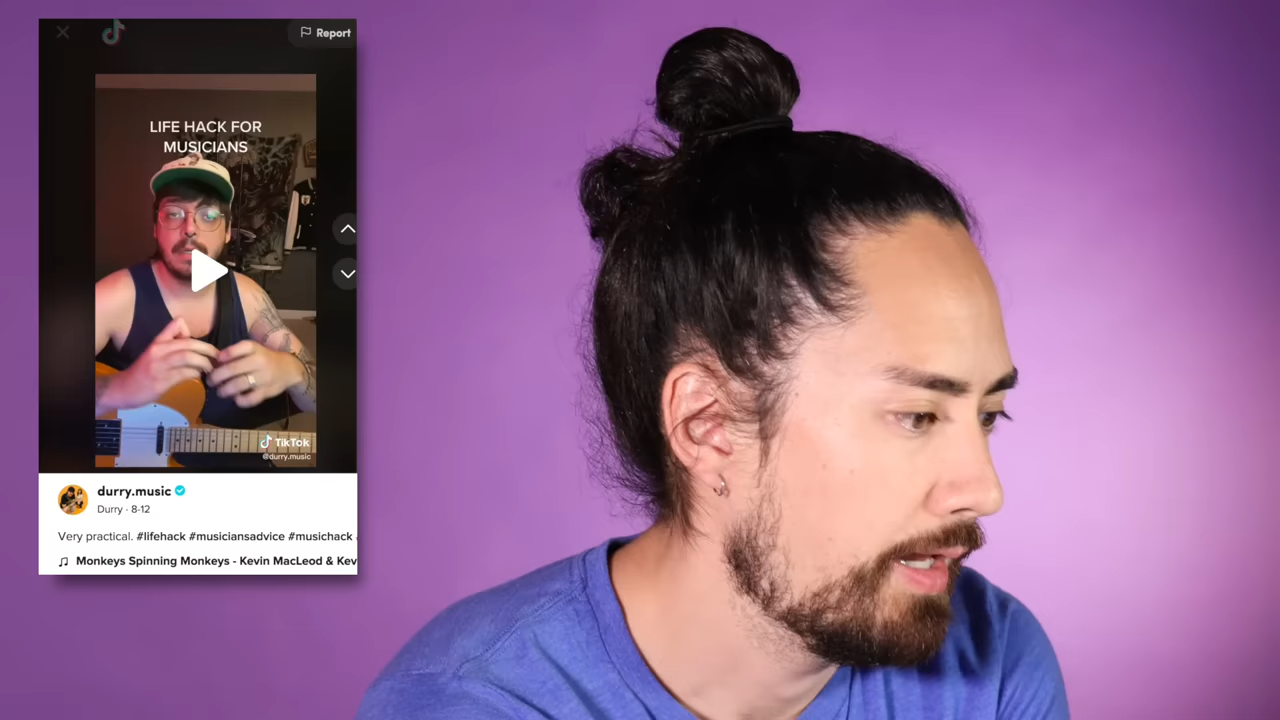 Report
LIFE HACK FOR
MUSICIANS
TikTok
@durry.music
durry.music
Durry · 8-12
Very practical. #lifehack #musiciansadvice #musichack
Monkeys Spinning Monkeys - Kevin MacLeod & Kev